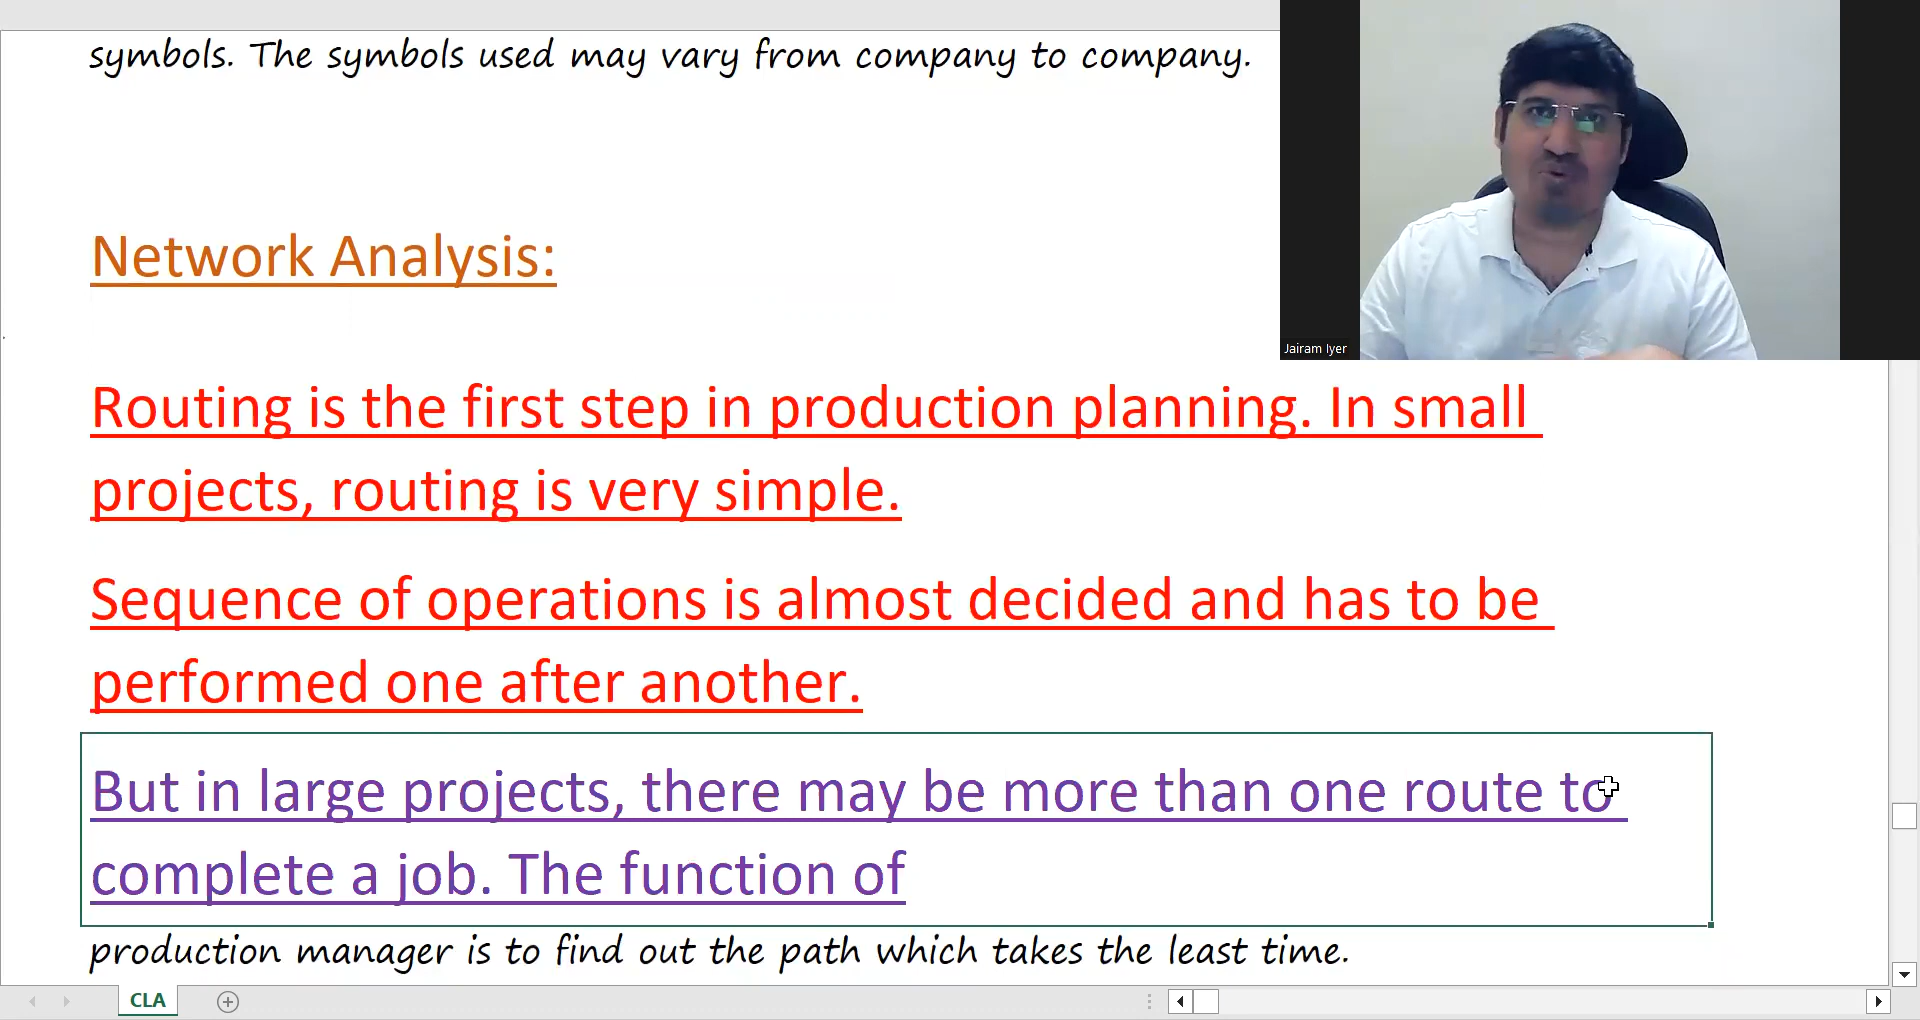 symbols. The symbols used may vary from company to company.
Jairam Iyer
Network Analysis:
Routing is the first step in production planning. In small
projects, routing is very simple.
Sequence of operations is almost decided and has to be
performed one after another.
But in large projects, there may be more than one route to
complete a job. The function of
production manager is to find out the path which takes the least time.
CLA